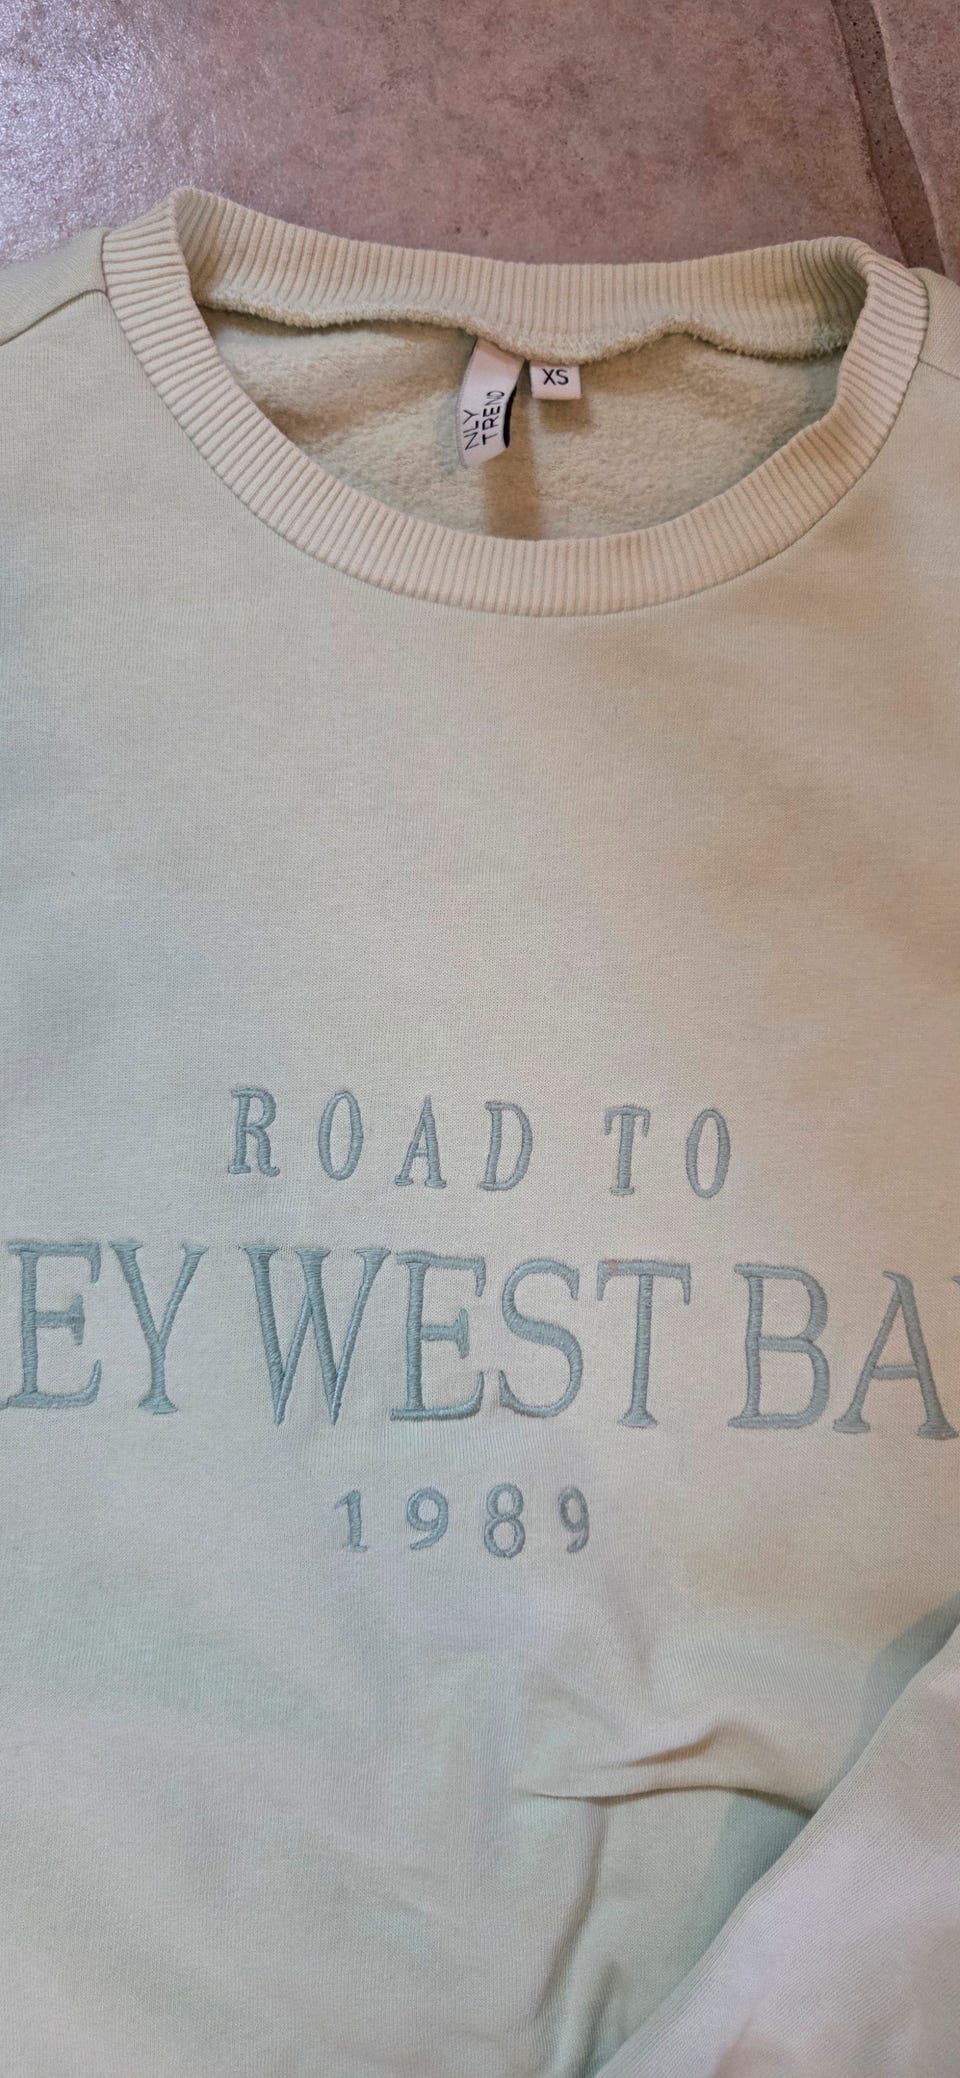 NLY
TREND
XS
ROAD TO
EY WEST BA
1989